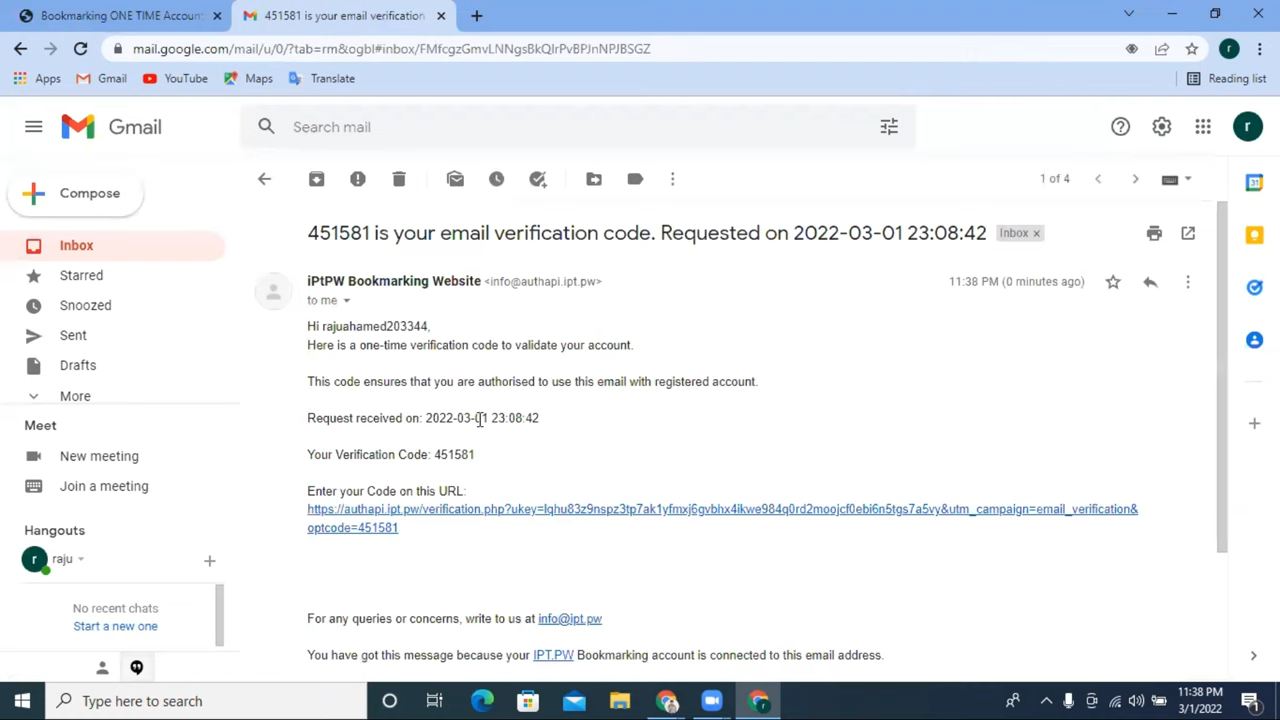 Bookmarking ONE TIME Accoun
451581 is your email verification
mail.google.com/mail/u/0/?tab=rm&ogbl#inbox/FMfcgzGmvLNNgsBkQlrPvBPJnNPJBSGZ
r
Apps
Gmail
YouTube
Maps
Translate
Reading list
Gmail
Search mail
r
Compose
1 of 4
Inbox
451581 is your email verification code. Requested on 2022-03-01 23:08:42
Inbox ×
Starred
iPtPW Bookmarking Website <info@authapi.ipt.pw>
11:38 PM (0 minutes ago)
to me
Snoozed
Hi rajuahamed203344,
Sent
Here is a one-time verification code to validate your account.
Drafts
This code ensures that you are authorised to use this email with registered account.
More
Meet
Request received on: 2022-03-01 23:08:42
New meeting
Your Verification Code: 451581
Join a meeting
Enter your Code on this URL:
https://authapi.ipt.pw/verification.php?ukey=lqhu83z9nspz3tp7ak1yfmxj6gvbhx4ikwe984q0rd2moojcf0ebi6n5tgs7a5vy&utm_campaign=email_verification&
optcode=451581
Hangouts
r
raju
No recent chats
Start a new one
For any queries or concerns, write to us at info@ipt.pw
You have got this message because your IPT.PW Bookmarking account is connected to this email address.
Type here to search
11:38 PM
3/1/2022
1